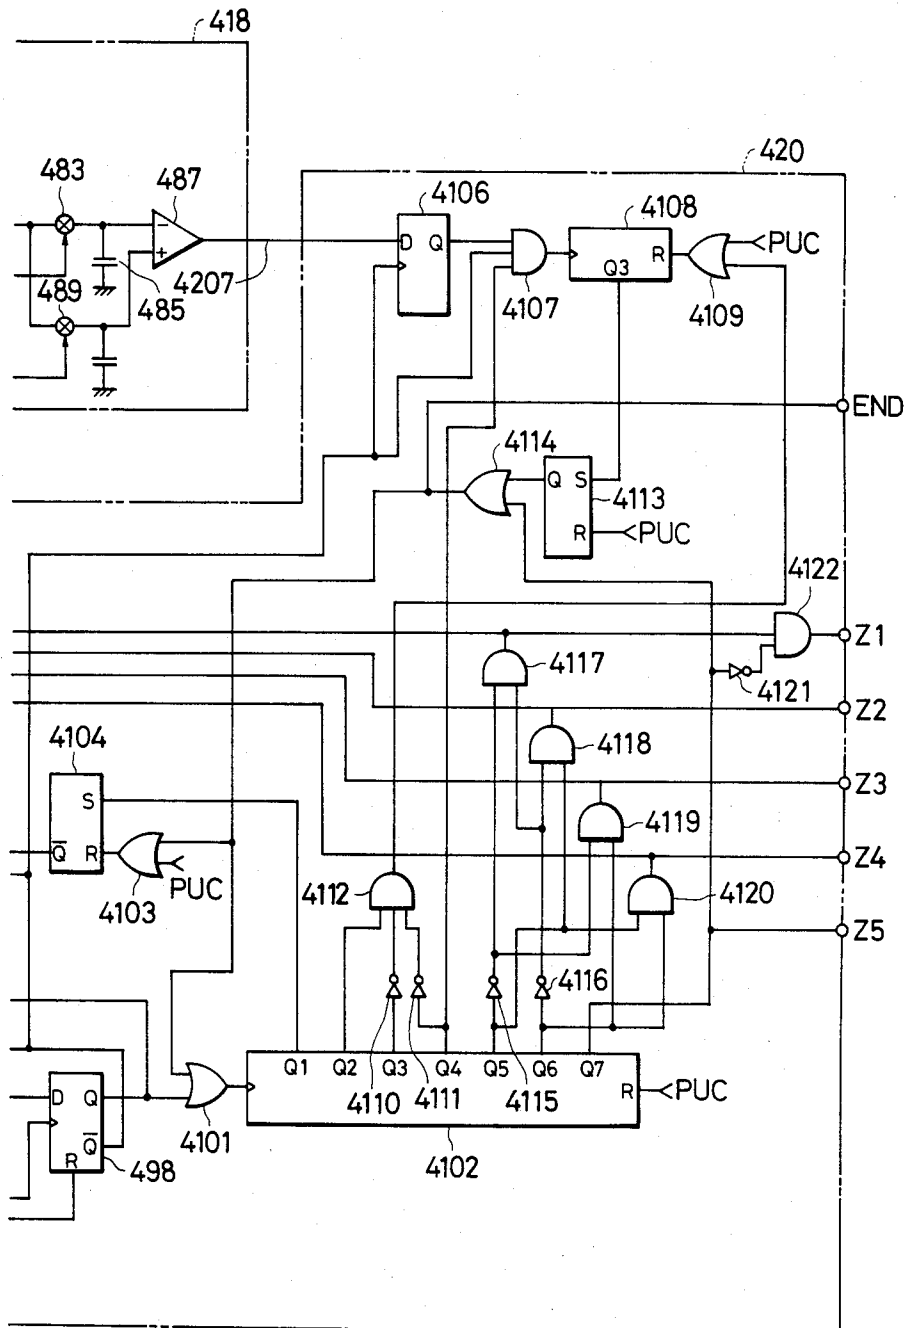 418
420
483
487
4106
4108
D Q
Q3
R
PUC
4207
4107
4109
489
485
END
4114
Q S
4113
R
PUC
4122
Z1
4117
4121
Z2
4118
4104
Z3
S
4119
Q̅ R
Z4
PUC
4103
4112
4120
Z5
4116
Q1 Q2 Q3 Q4 Q5 Q6 Q7
D Q
R
PUC
4110
4111
4115
Q̅
4101
R
498
4102